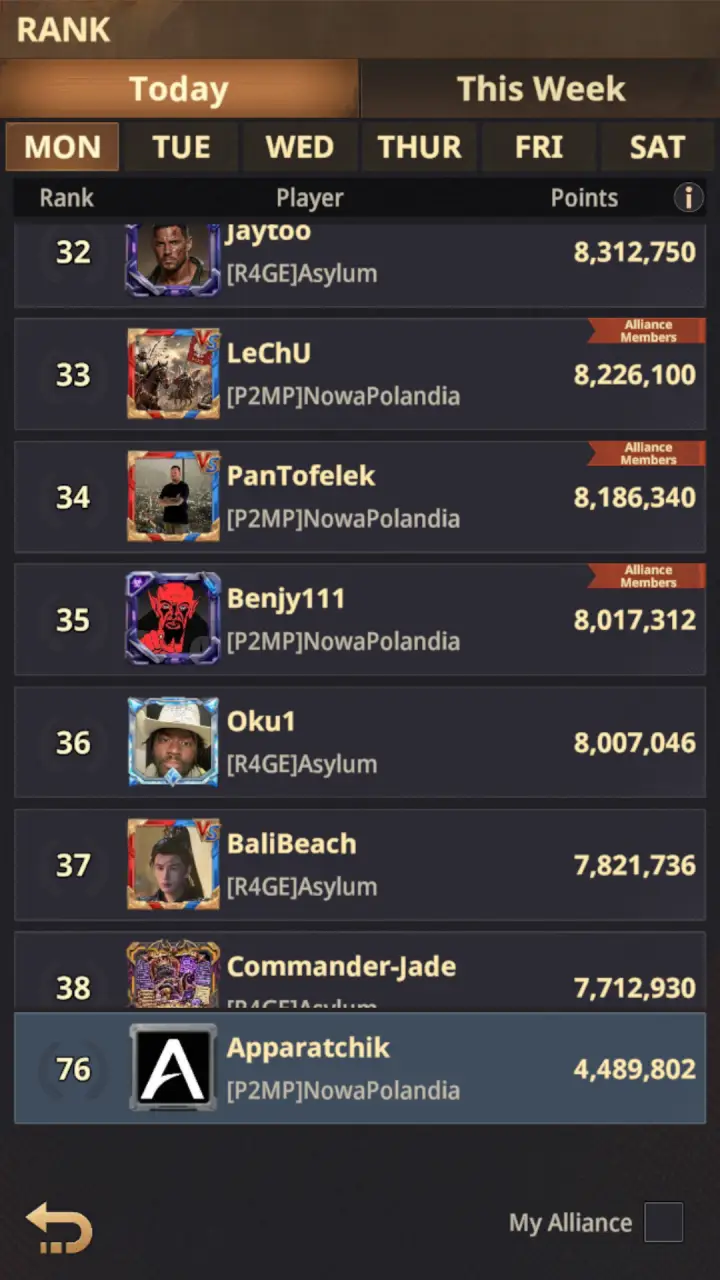 RANK
Today
This Week
MON
TUE
WED
THUR
FRI
SAT
Rank
Player
Points
i
32
Jaytoo
[R4GE]Asylum
8,312,750
33
LeChU
[P2MP]NowaPolandia
Alliance
Members
8,226,100
34
VS
PanTofelek
[P2MP]NowaPolandia
Alliance
Members
8,186,340
35
Benjy111
[P2MP]NowaPolandia
Alliance
Members
8,017,312
36
Oku1
[R4GE]Asylum
8,007,046
37
VS
BaliBeach
[R4GE]Asylum
7,821,736
38
Commander-Jade
[R4GE]Asylum
7,712,930
76
A
Apparatchik
[P2MP]NowaPolandia
4,489,802
My Alliance